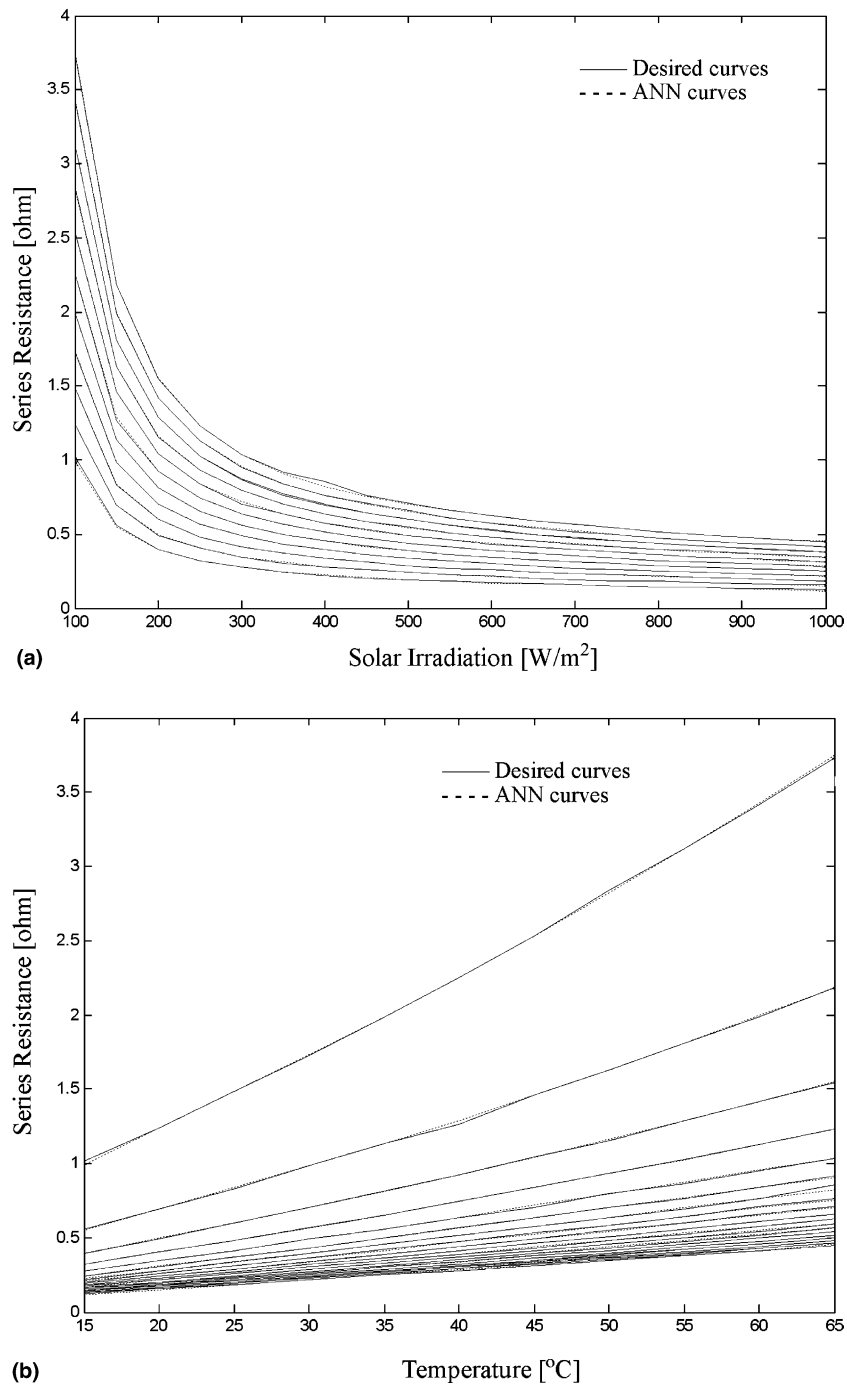 4
3.5
3
2.5
2
1.5
1
0.5
0
Series Resistance [ohm]
Desired curves
ANN curves
100 200 300 400 500 600 700 800 900 1000
(a)
Solar Irradiation [W/m²]
4
3.5
3
2.5
2
1.5
1
0.5
0
Series Resistance [ohm]
Desired curves
ANN curves
15 20 25 30 35 40 45 50 55 60 65
(b)
Temperature [°C]